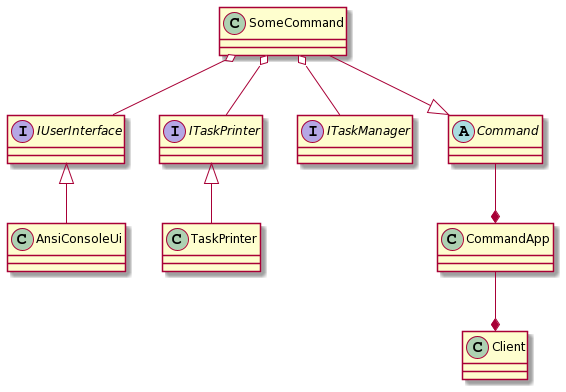 C SomeCommand
I IUserInterface
I ITaskPrinter
I ITaskManager
A Command
C AnsiConsoleUi
C TaskPrinter
C CommandApp
C Client